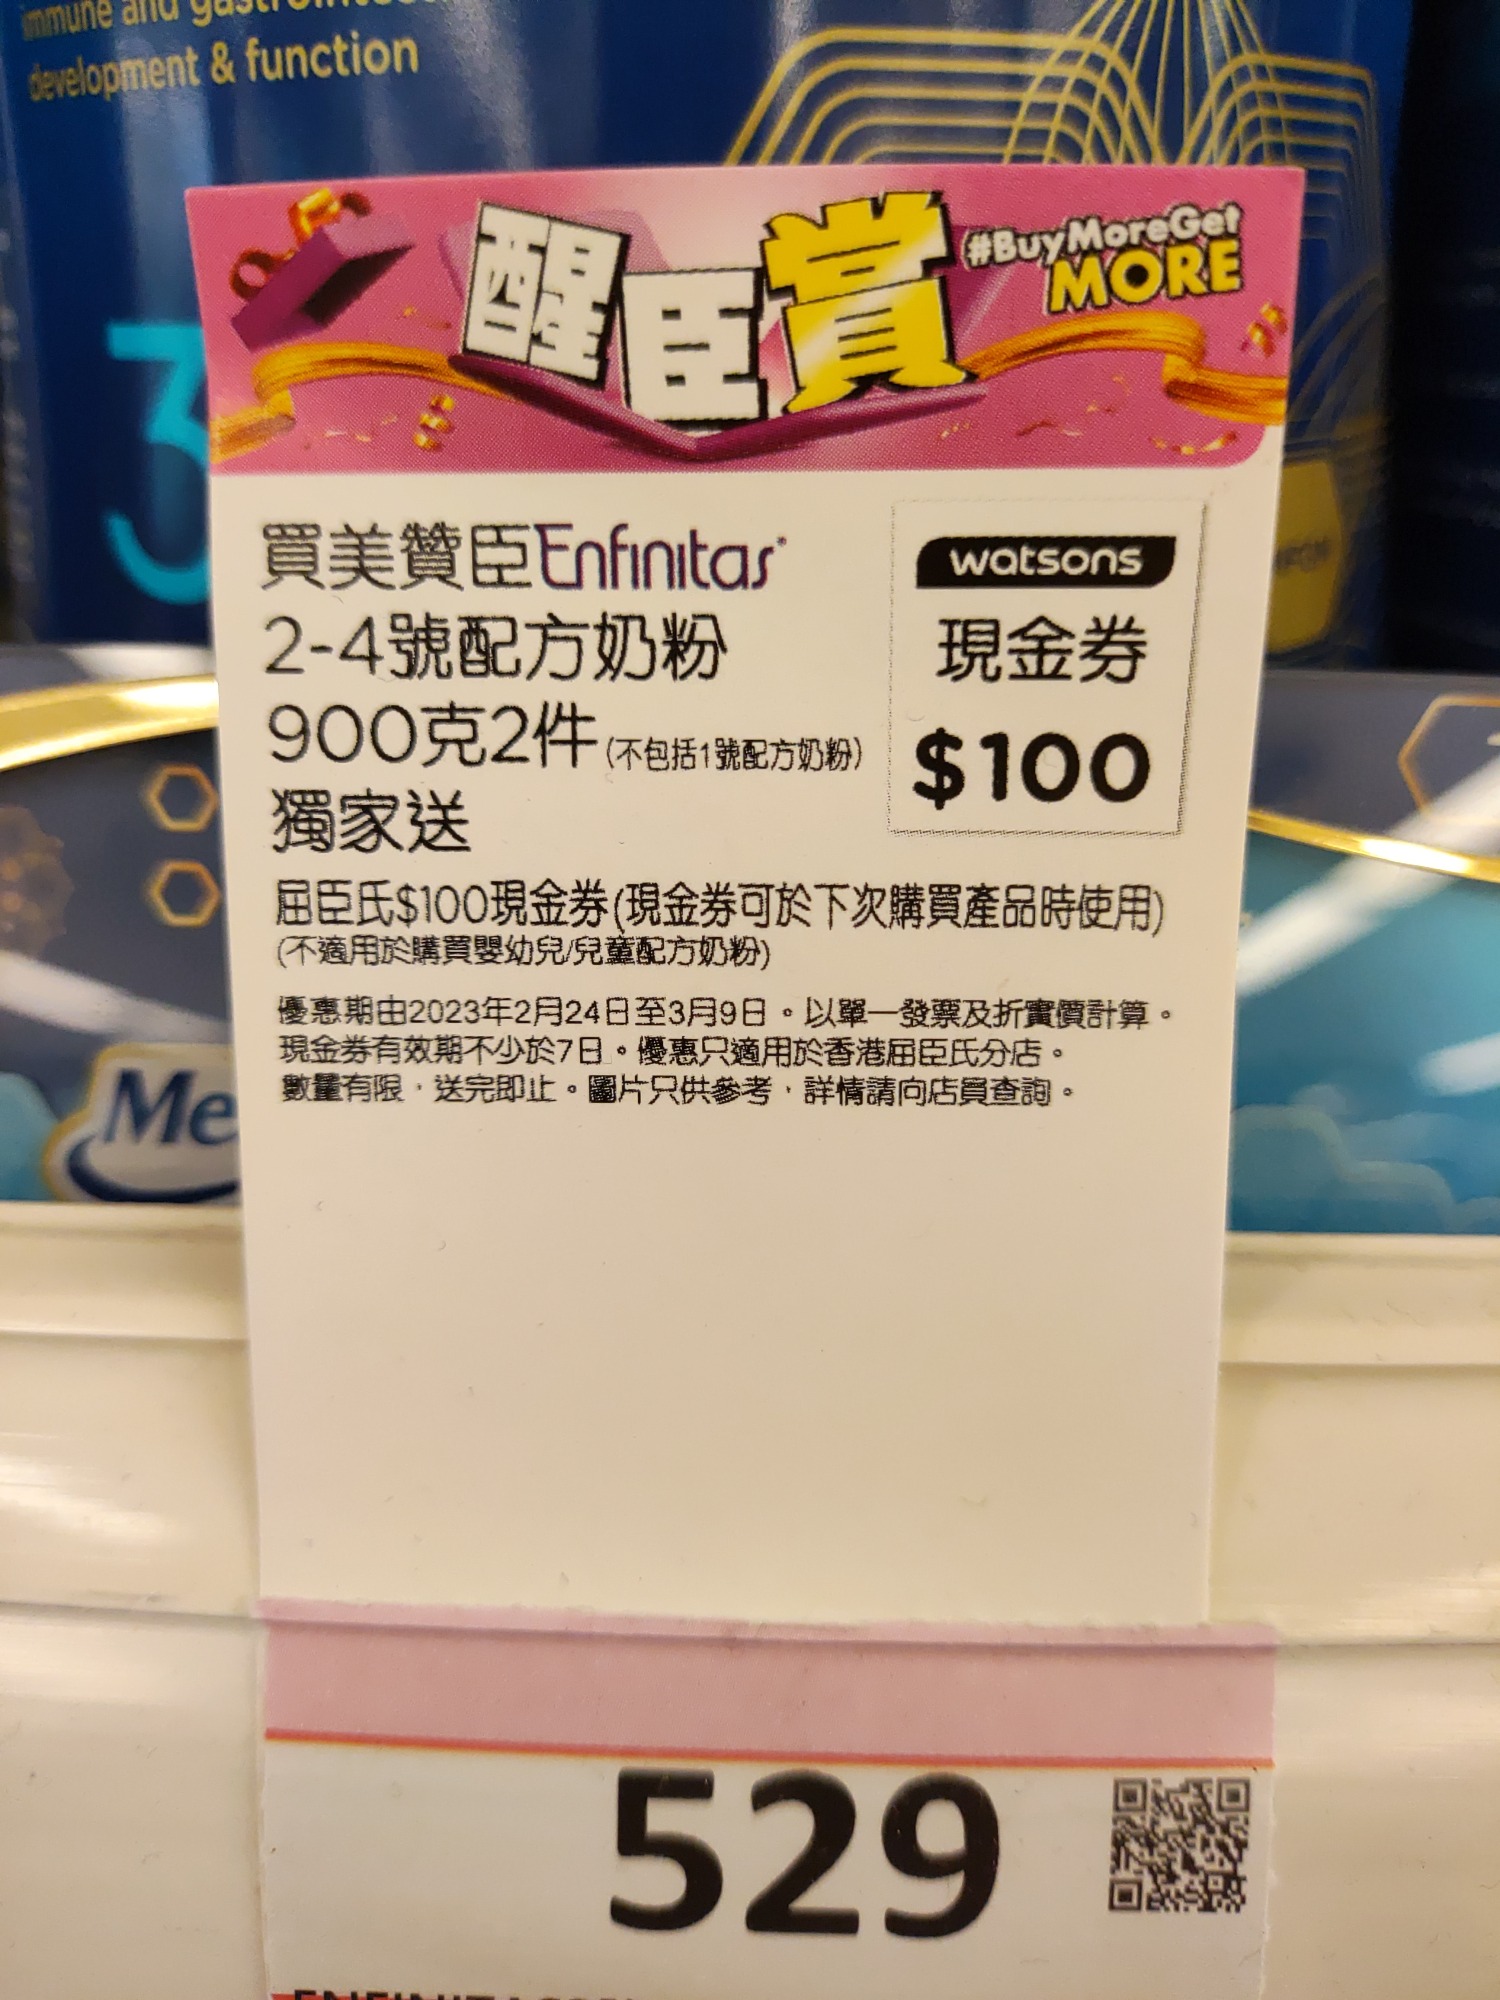 immune and
development & function
3
醒臣賞
#BuyMoreGet
MORE
買美贊臣Enfinitas
2-4號配方奶粉
900克2件(不包括1號配方奶粉)
獨家送
watsons
現金券
$100
屈臣氏$100現金券(現金券可於下次購買產品時使用)
(不適用於購買嬰幼兒/兒童配方奶粉)
優惠期由2023年2月24日至3月9日。以單一發票及折實價計算。
現金券有效期不少於7日。優惠只適用於香港屈臣氏分店。
數量有限，送完即止。圖片只供參考，詳情請向店員查詢。
Me
529